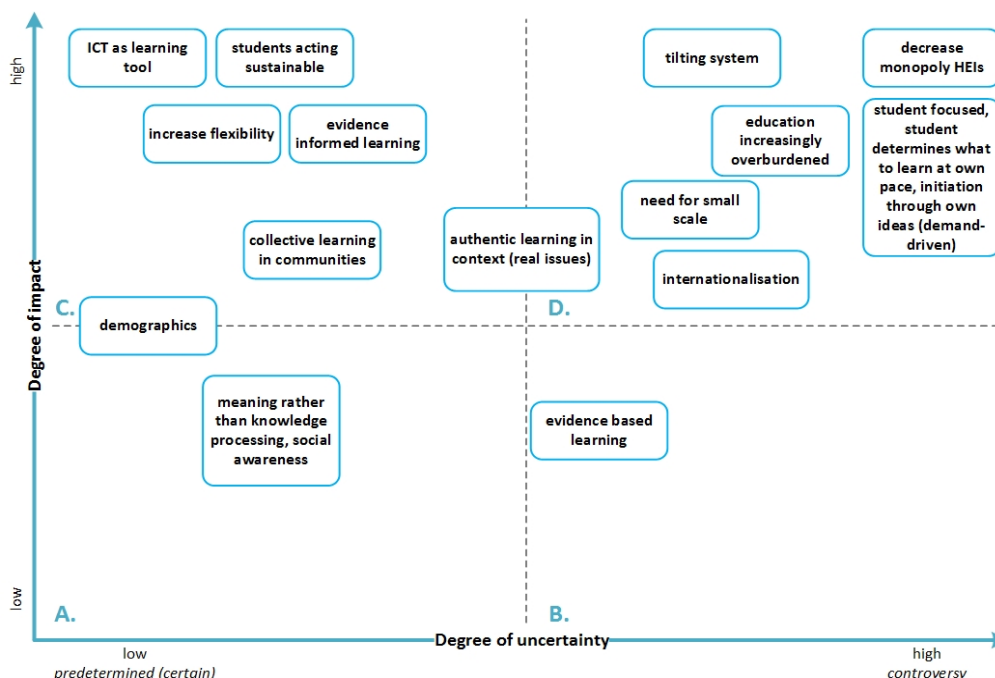 high
ICT as learning
tool
students acting
sustainable
tilting system
decrease
monopoly HEIs
increase flexibility
evidence
informed learning
education
increasingly
overburdened
student focused,
student
determines what
to learn at own
pace, initiation
through own
ideas (demand-
driven)
need for small
scale
collective learning
in communities
authentic learning in
context (real issues)
internationalisation
C.
D.
demographics
Degree of impact
meaning rather
than knowledge
processing, social
awareness
evidence based
learning
low
A.
B.
Degree of uncertainty
low
predetermined (certain)
high
controversy